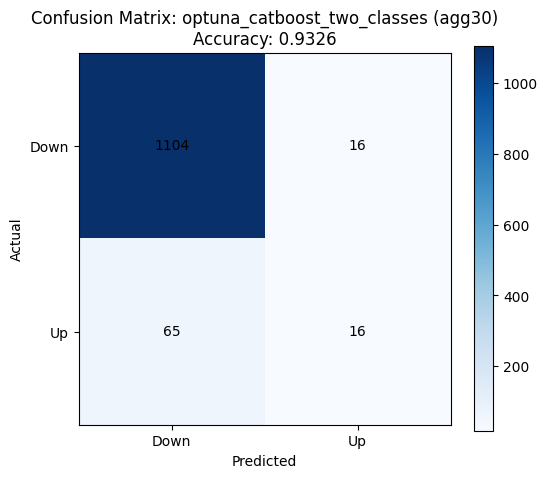 Confusion Matrix: optuna_catboost_two_classes (agg30)
Accuracy: 0.9326
Actual
Down
1104
16
Up
65
16
Down
Up
Predicted
1000
800
600
400
200